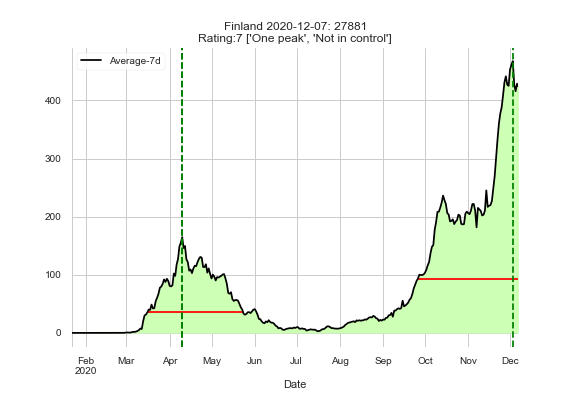 Finland 2020-12-07: 27881
Rating:7 ['One peak', 'Not in control']
Average-7d
400
300
200
100
0
Feb Mar Apr May Jun Jul Aug Sep Oct Nov Dec
2020
Date